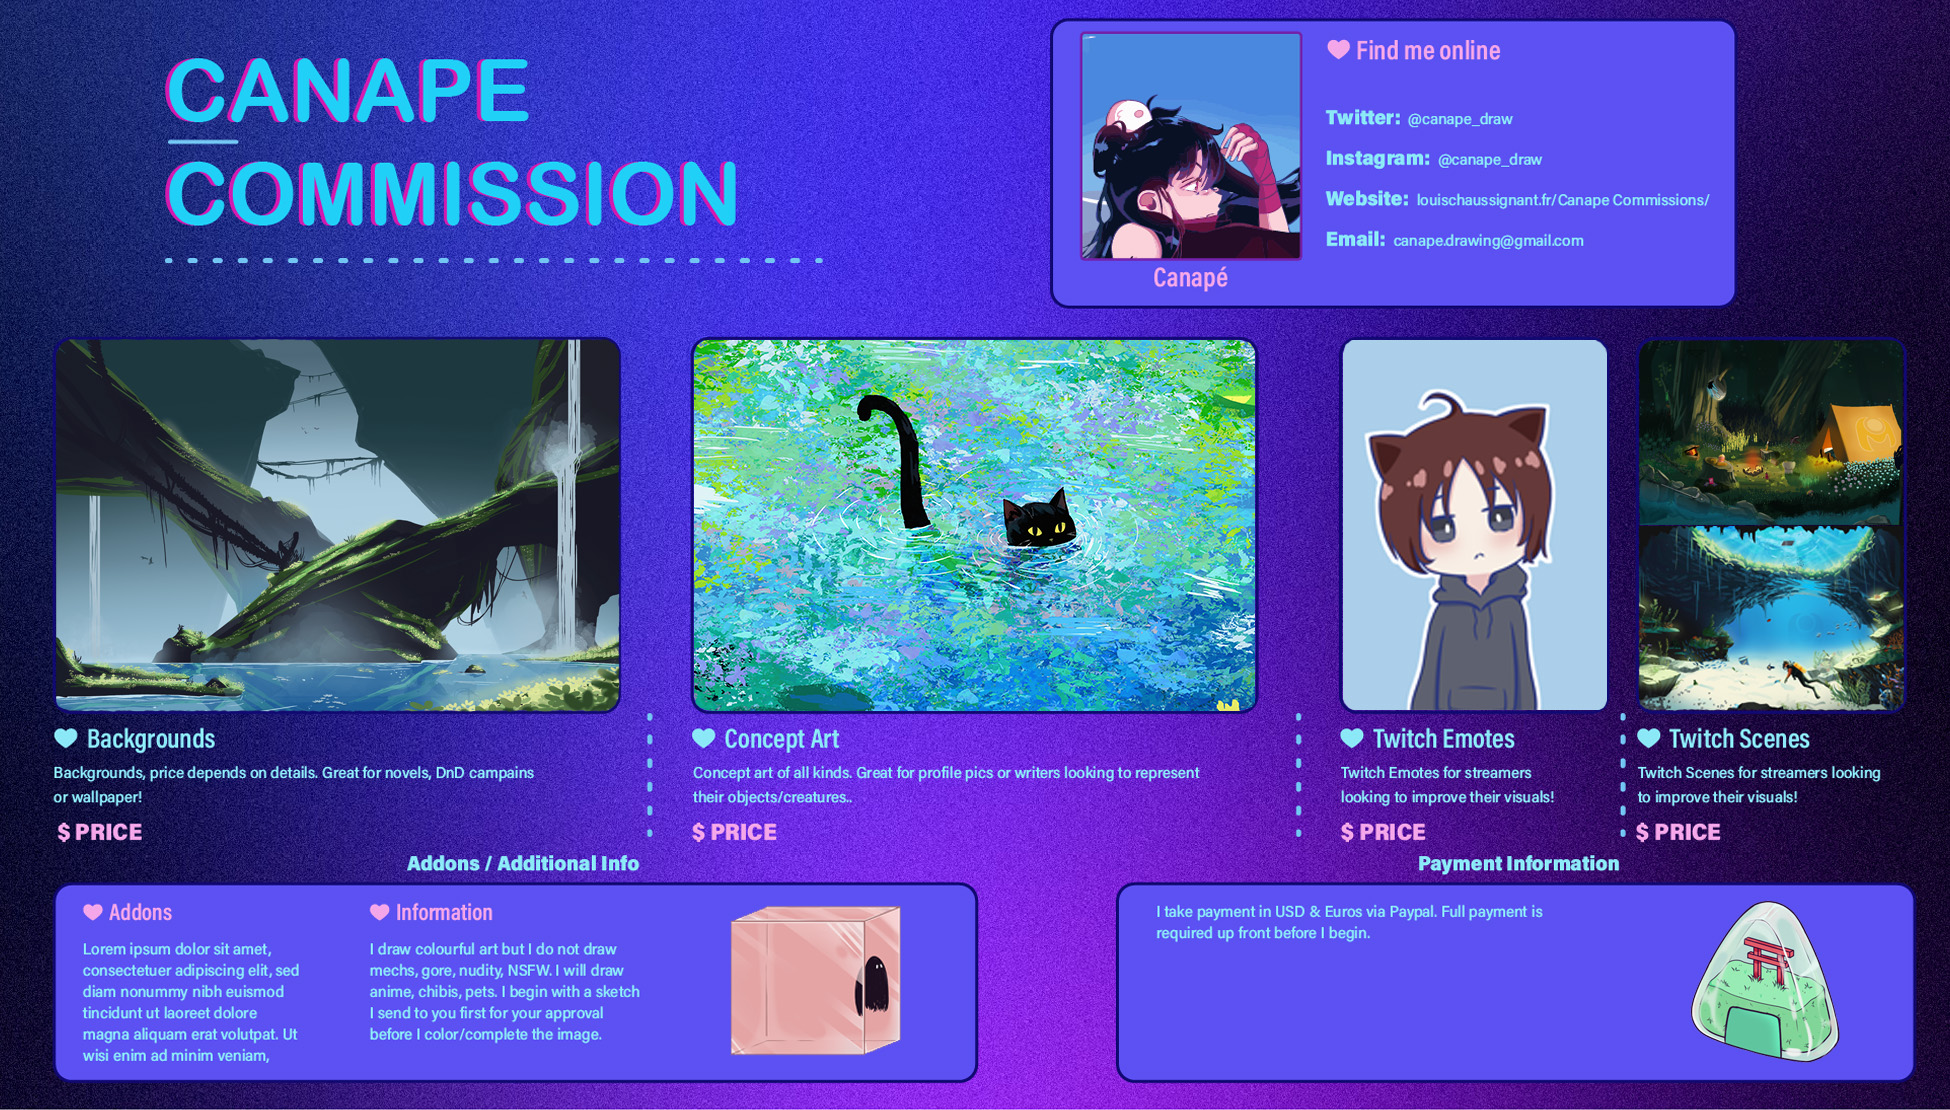 CANAPE
COMMISSION
Find me online
Twitter: @canape_draw
Instagram: @canape_draw
Website: louischaussignant.fr/Canape Commissions/
Email: canape.drawing@gmail.com
Canapé
Backgrounds
Backgrounds, price depends on details. Great for novels, DnD campains
or wallpaper!
$ PRICE
Concept Art
Concept art of all kinds. Great for profile pics or writers looking to represent
their objects/creatures..
$ PRICE
Twitch Emotes
Twitch Emotes for streamers
looking to improve their visuals!
$ PRICE
Twitch Scenes
Twitch Scenes for streamers looking
to improve their visuals!
$ PRICE
Addons / Additional Info
Addons
Lorem ipsum dolor sit amet,
consectetuer adipiscing elit, sed
diam nonummy nibh euismod
tincidunt ut laoreet dolore
magna aliquam erat volutpat. Ut
wisi enim ad minim veniam,
Information
I draw colourful art but I do not draw
mechs, gore, nudity, NSFW. I will draw
anime, chibis, pets. I begin with a sketch
I send to you first for your approval
before I color/complete the image.
Payment Information
I take payment in USD & Euros via Paypal. Full payment is
required up front before I begin.